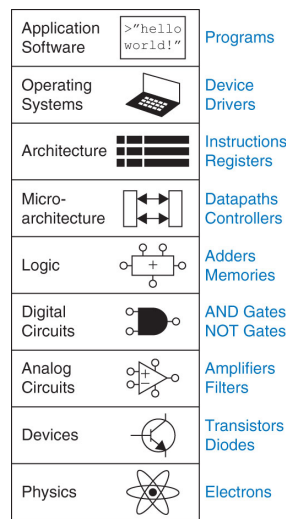 Application
Software
>"hello
world!"
Programs
Operating
Systems
Device
Drivers
Architecture
Instructions
Registers
Micro-
architecture
Datapaths
Controllers
Logic
+
Adders
Memories
Digital
Circuits
AND Gates
NOT Gates
Analog
Circuits
+
−
Amplifiers
Filters
Devices
Transistors
Diodes
Physics
Electrons